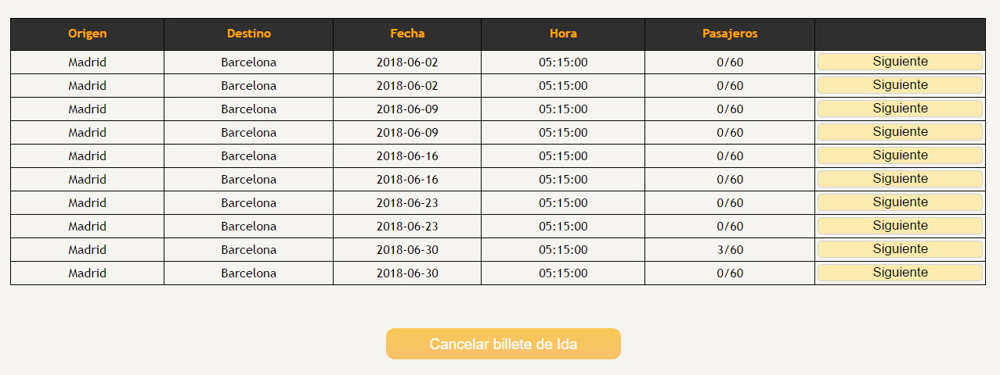 Origen Destino Fecha Hora Pasajeros
Madrid Barcelona 2018-06-02 05:15:00 0/60 Siguiente
Madrid Barcelona 2018-06-02 05:15:00 0/60 Siguiente
Madrid Barcelona 2018-06-09 05:15:00 0/60 Siguiente
Madrid Barcelona 2018-06-09 05:15:00 0/60 Siguiente
Madrid Barcelona 2018-06-16 05:15:00 0/60 Siguiente
Madrid Barcelona 2018-06-16 05:15:00 0/60 Siguiente
Madrid Barcelona 2018-06-23 05:15:00 0/60 Siguiente
Madrid Barcelona 2018-06-23 05:15:00 0/60 Siguiente
Madrid Barcelona 2018-06-30 05:15:00 3/60 Siguiente
Madrid Barcelona 2018-06-30 05:15:00 0/60 Siguiente
Cancelar billete de Ida